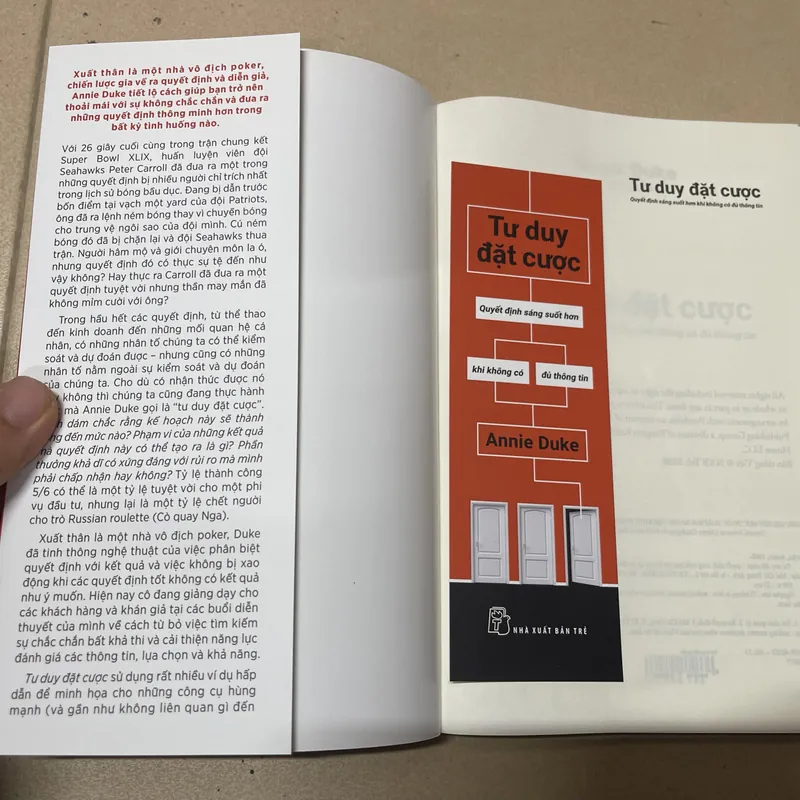 Xuất thân là một nhà vô địch poker,
chiến lược gia về ra quyết định và diễn giả,
Annie Duke tiết lộ cách giúp bạn trở nên
thoải mái với sự không chắc chắn và đưa ra
những quyết định thông minh hơn trong
bất kỳ tình huống nào.
Với 26 giây cuối cùng trong trận chung kết
Super Bowl XLIX, huấn luyện viên đội
Seahawks Peter Carroll đã đưa ra một trong
những quyết định bị nhiều người chỉ trích nhất
trong lịch sử bóng bầu dục. Đang bị dẫn trước
bốn điểm tại vạch một yard của đội Patriots,
ông đã ra lệnh ném bóng thay vì chuyền bóng
cho trung vệ ngôi sao của đội mình. Cú ném
bóng đó đã bị chặn lại và đội Seahawks thua
trận. Người hâm mộ và giới chuyên môn la ó,
nhưng quyết định đó có thực sự tệ đến như
vậy không? Hay thực ra Carroll đã đưa ra một
quyết định tuyệt vời nhưng thần may mắn đã
không mỉm cười với ông?
Trong hầu hết các quyết định, từ thể thao
đến kinh doanh đến những mối quan hệ cá
nhân, có những nhân tố chúng ta có thể kiểm
soát và dự đoán được – nhưng cũng có những
nhân tố nằm ngoài sự kiểm soát và dự đoán
của chúng ta. Cho dù có nhận thức được nó
hay không thì chúng ta cũng đang thực hành
mà Annie Duke gọi là "tư duy đặt cược".
dám chắc rằng kế hoạch này sẽ thành
đến mức nào? Phạm vi của những kết quả
mà quyết định này có thể tạo ra là gì? Phần
thưởng khả dĩ có xứng đáng với rủi ro mà mình
phải chấp nhận hay không? Tỷ lệ thành công
5/6 có thể là một tỷ lệ tuyệt vời cho một phi
vụ đầu tư, nhưng lại là một tỷ lệ chết người
cho trò Russian roulette (Cò quay Nga).
Xuất thân là một nhà vô địch poker, Duke
đã tinh thông nghệ thuật của việc phân biệt
quyết định với kết quả và việc không bị xao
động khi các quyết định tốt không có kết quả
như ý muốn. Hiện nay cô đang giảng dạy cho
các khách hàng và khán giả tại các buổi diễn
thuyết của mình về cách từ bỏ việc tìm kiếm
sự chắc chắn bất khả thi và cải thiện năng lực
đánh giá các thông tin, lựa chọn và khả năng.
Tư duy đặt cược sử dụng rất nhiều ví dụ hấp
dẫn để minh họa cho những công cụ hùng
mạnh (và gần như không liên quan gì đến
Tư duy
đặt cược
Quyết định sáng suốt hơn
khi không có
đủ thông tin
Annie Duke
NHÀ XUẤT BẢN TRẺ
Tư duy đặt cược
Quyết định sáng suốt hơn khi không có đủ thông tin